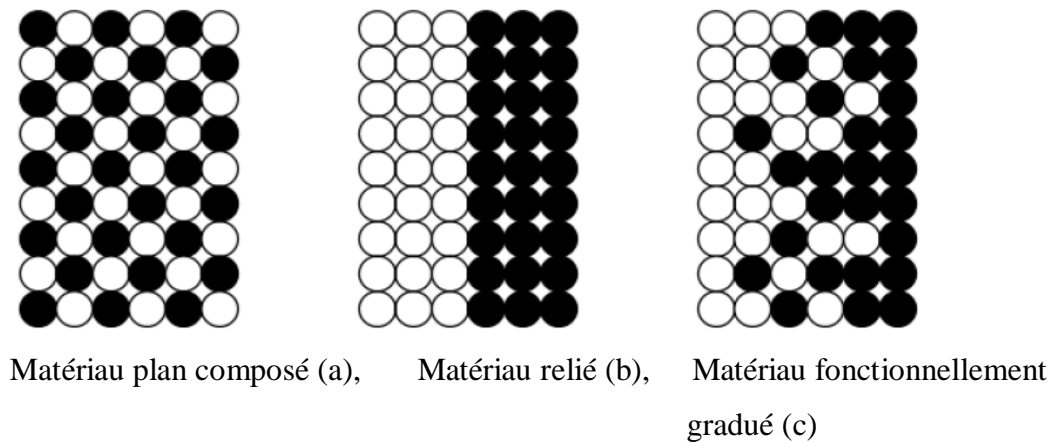 Matériau plan composé (a), Matériau relié (b), Matériau fonctionnellement
gradué (c)